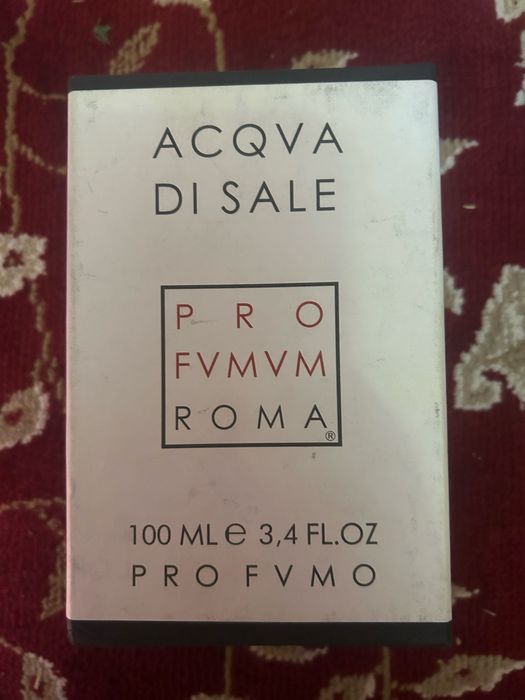 ACQVA
DI SALE
PRO
FVMVM
ROMA®
100 ML e 3,4 FL.OZ
PRO FVMO